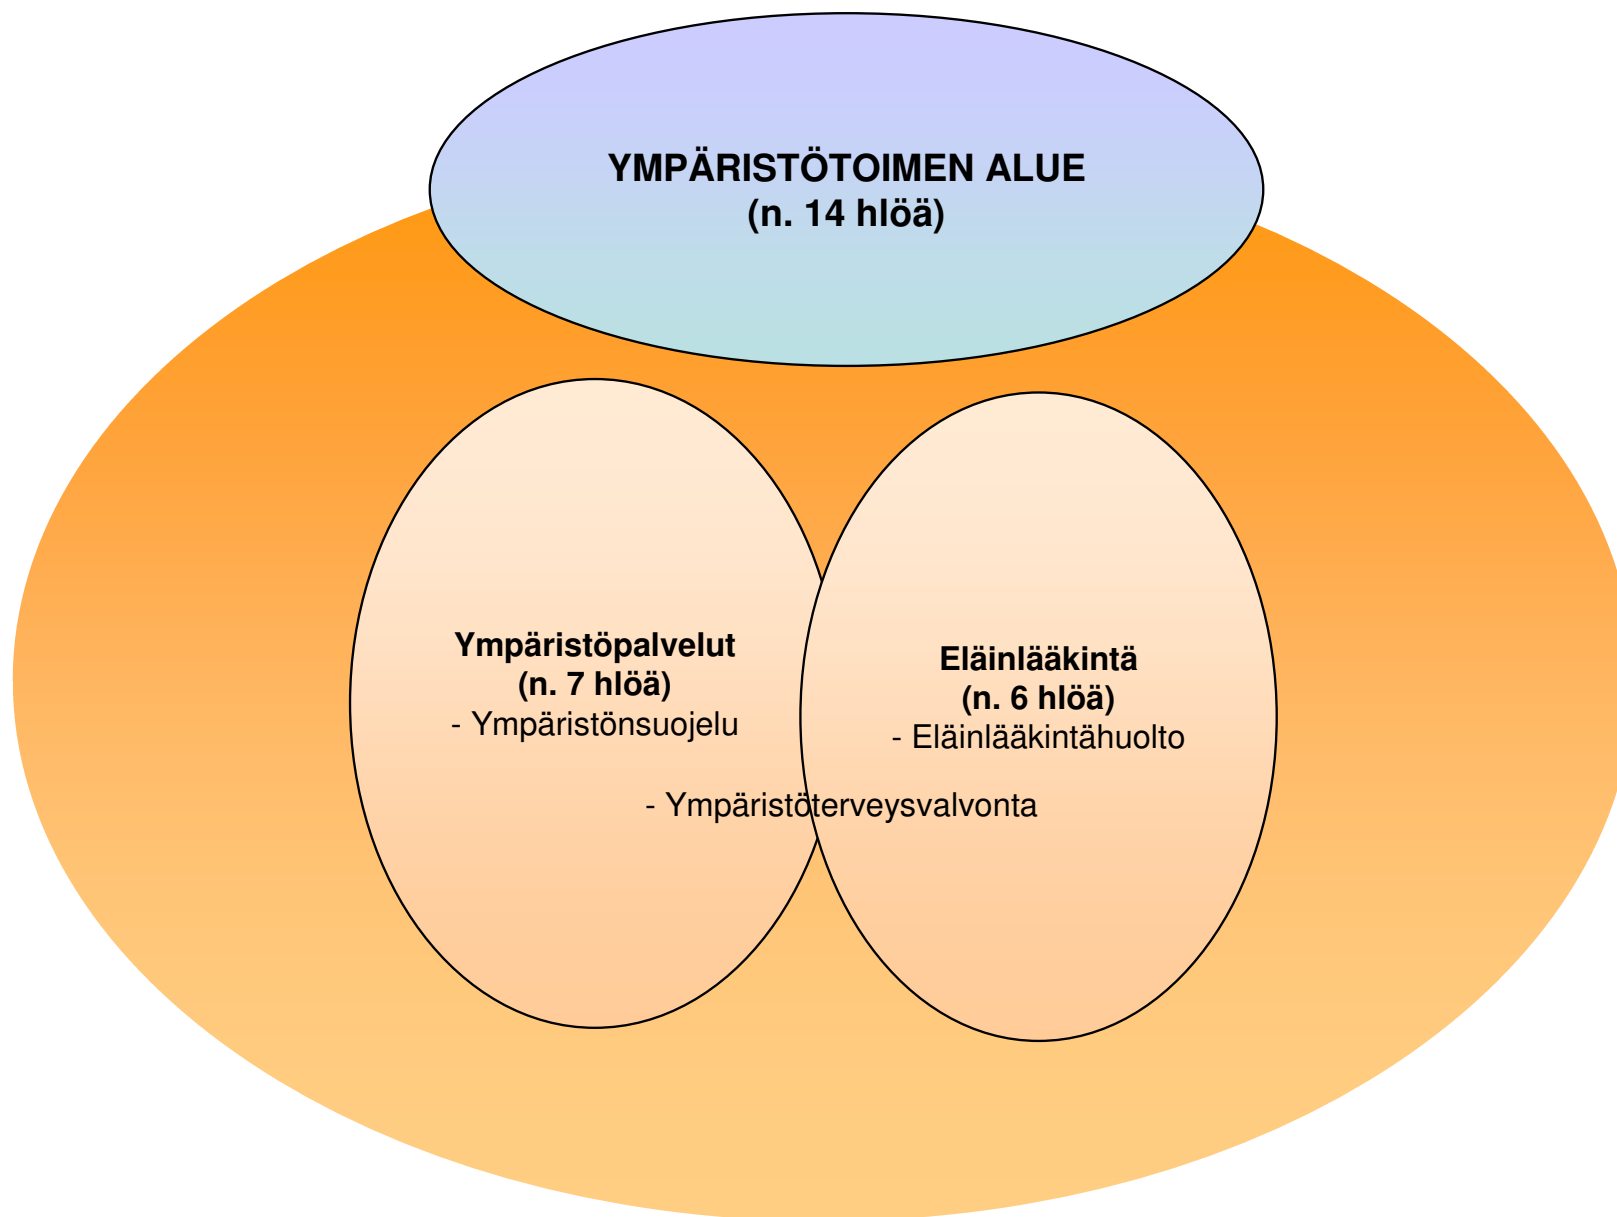 YMPÄRISTÖTOIMEN ALUE
(n. 14 hlöä)
Ympäristöpalvelut
(n. 7 hlöä)
- Ympäristönsuojelu
Eläinlääkintä
(n. 6 hlöä)
- Eläinlääkintähuolto
- Ympäristöterveysvalvonta